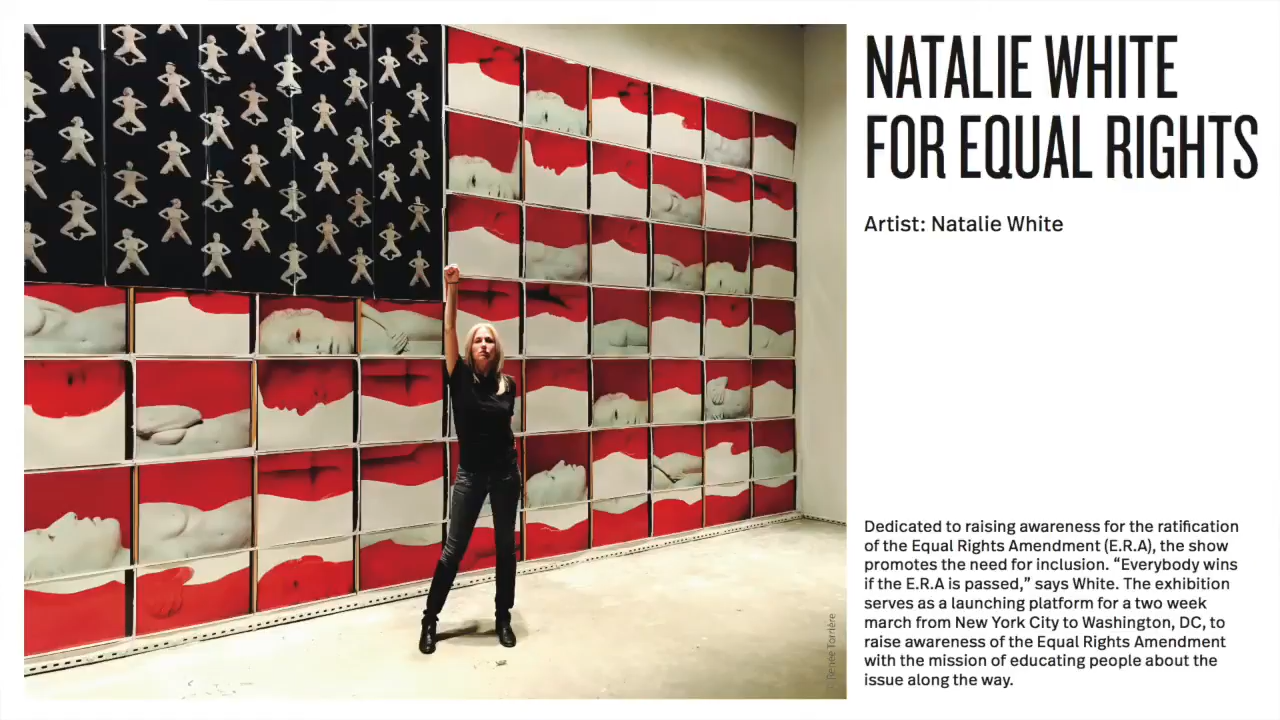 NATALIE WHITE
FOR EQUAL RIGHTS
Artist: Natalie White
Dedicated to raising awareness for the ratification
of the Equal Rights Amendment (E.R.A), the show
promotes the need for inclusion. “Everybody wins
if the E.R.A is passed,” says White. The exhibition
serves as a launching platform for a two week
march from New York City to Washington, DC, to
raise awareness of the Equal Rights Amendment
with the mission of educating people about the
issue along the way.
Renée Torrière